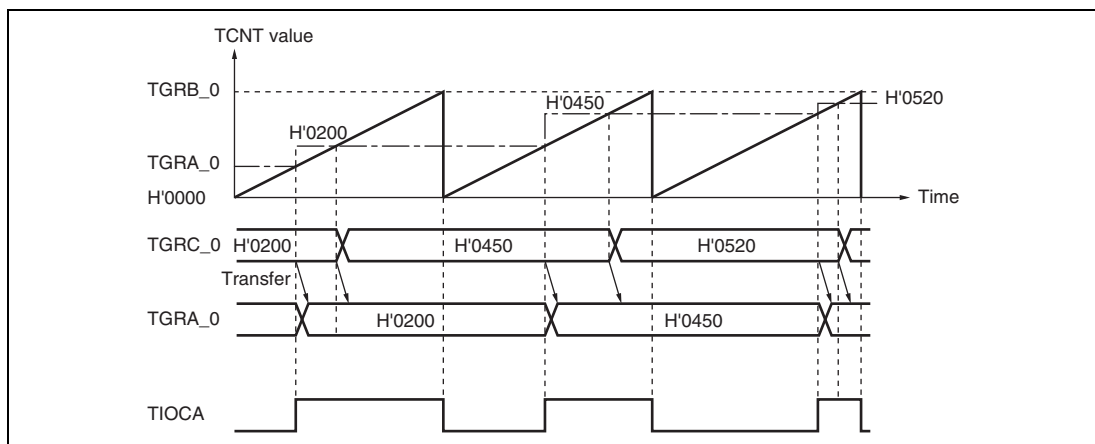 TCNT value
TGRB_0
H'0520
H'0450
H'0200
TGRA_0
H'0000
Time
TGRC_0
H'0200
H'0450
H'0520
Transfer
TGRA_0
H'0200
H'0450
TIOCA